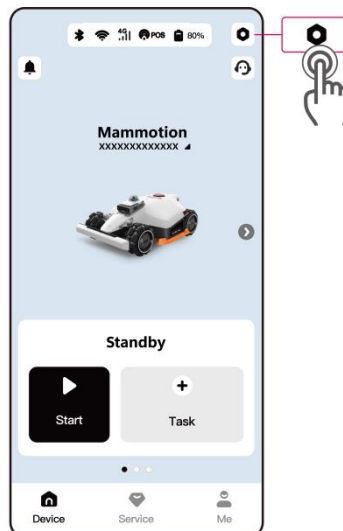 4G POS 80%
Mammotion
XXXXXXXXXXXXX
Standby
Start
Task
Device
Service
Me